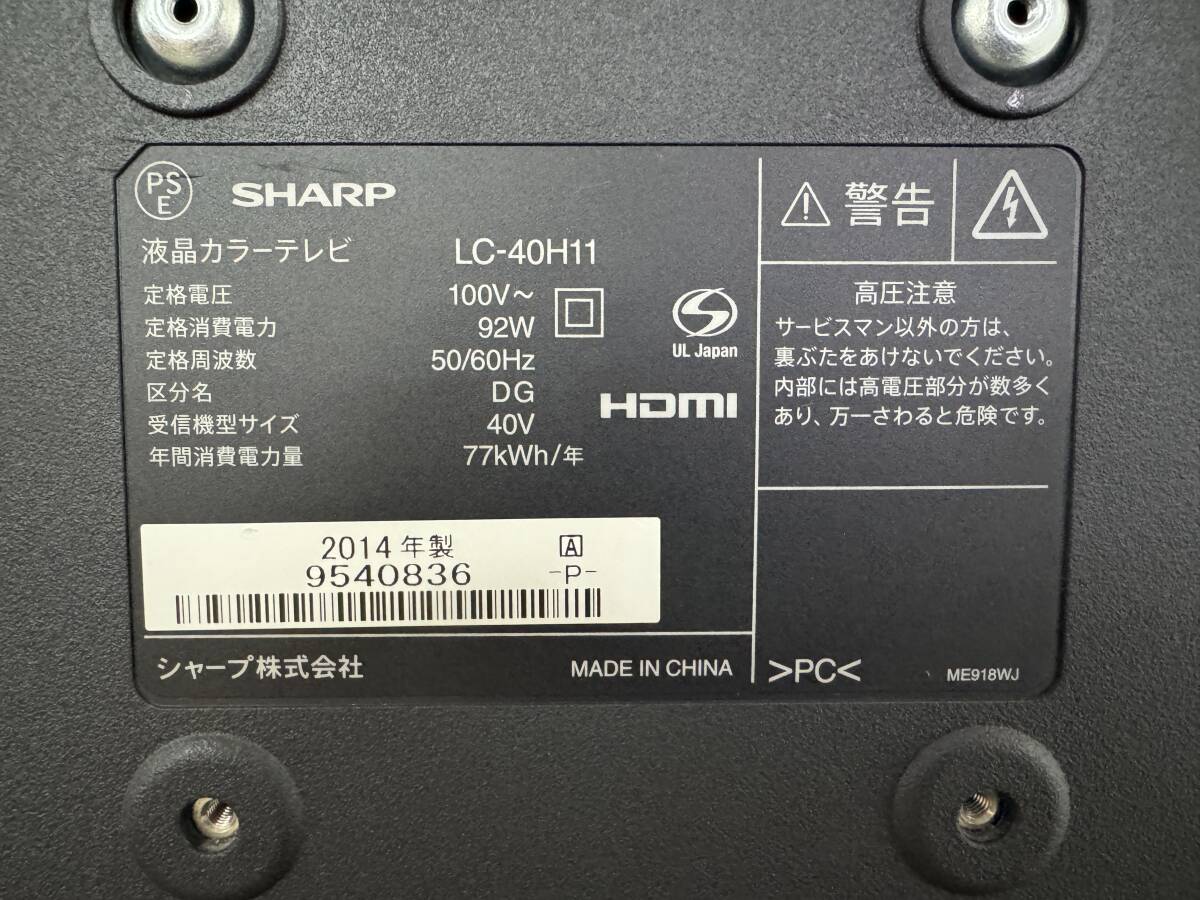 PS
E
SHARP
液晶カラーテレビ LC-40H11
定格電圧 100V～
定格消費電力 92W
定格周波数 50/60Hz
区分名 DG
受信機型サイズ 40V
年間消費電力量 77kWh/年
S
UL Japan
HDMI
2014年製 A
9540836 -P-
シャープ株式会社 MADE IN CHINA
警告
高圧注意
サービスマン以外の方は、
裏ぶたをあけないでください。
内部には高電圧部分が数多く
あり、万一さわると危険です。
>PC< ME918WJ